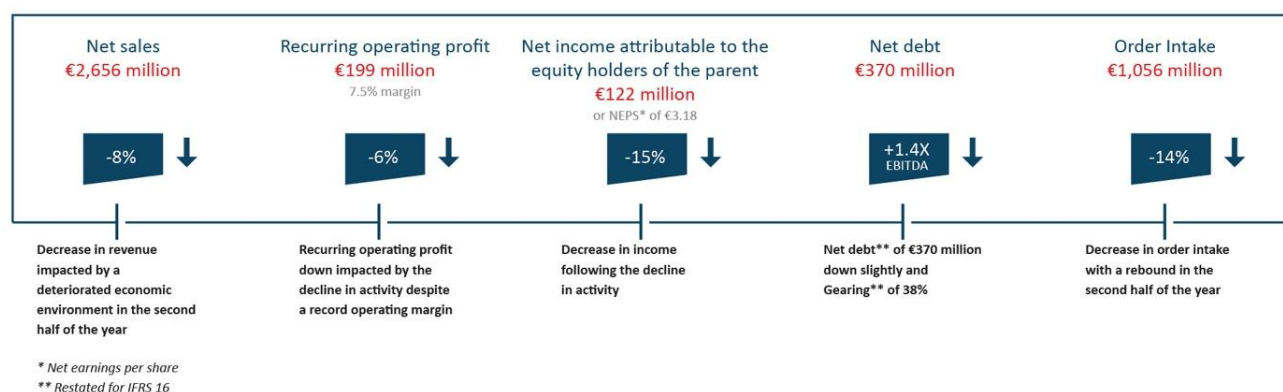 Net sales
€2,656 million
-8%
Decrease in revenue
impacted by a
deteriorated economic
environment in the second
half of the year
Recurring operating profit
€199 million
7.5% margin
-6%
Recurring operating profit
down impacted by the
decline in activity despite
a record operating margin
Net income attributable to the
equity holders of the parent
€122 million
or NEPS* of €3.18
-15%
Decrease in income
following the decline
in activity
Net debt
€370 million
+1.4X
EBITDA
Net debt** of €370 million
down slightly and
Gearing** of 38%
Order Intake
€1,056 million
-14%
Decrease in order intake
with a rebound in the
second half of the year
* Net earnings per share
** Restated for IFRS 16